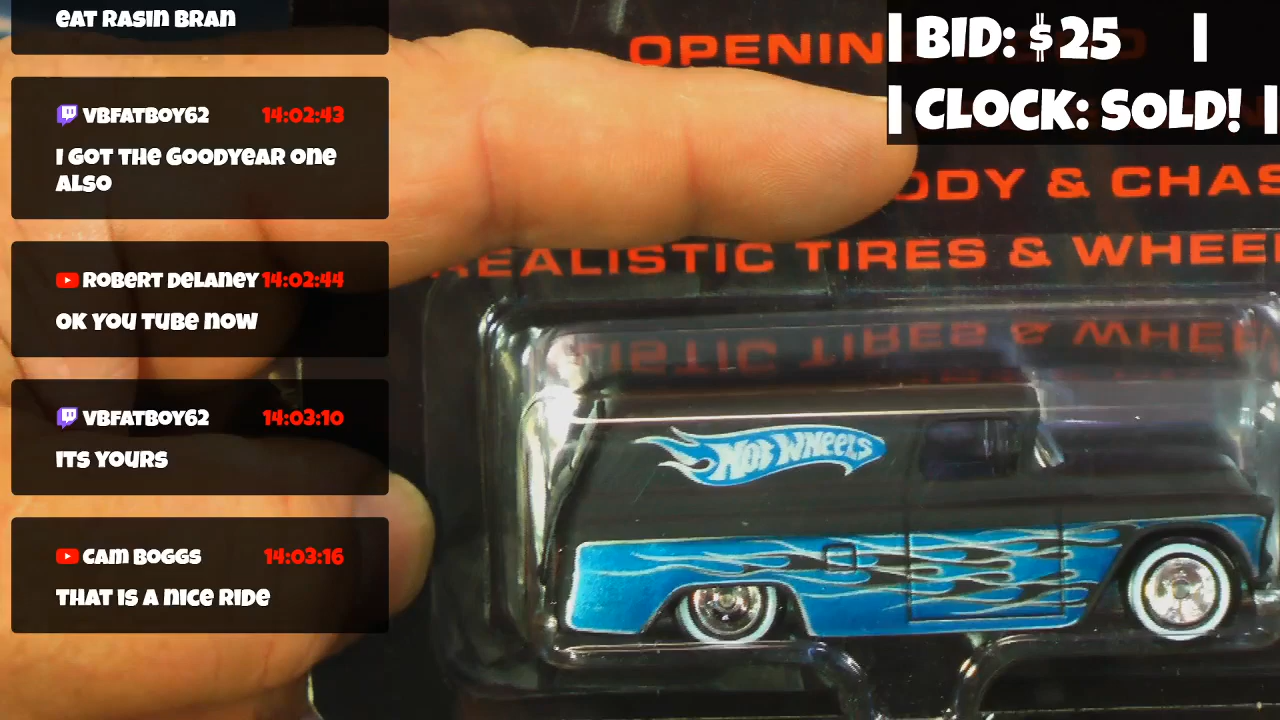 EAT RASIN BRAN
VBFATBOY62 14:02:43
I GOT THE GOODYEAR ONE
ALSO
ROBERT DELANEY 14:02:44
OK YOU TUBE NOW
VBFATBOY62 14:03:10
ITS YOURS
CAM BOGGS 14:03:16
THAT IS A NICE RIDE
| BID: $25 |
| CLOCK: SOLD! |
OPENIN
ODY & CHAS
REALISTIC TIRES & WHEE
HOT WHEELS